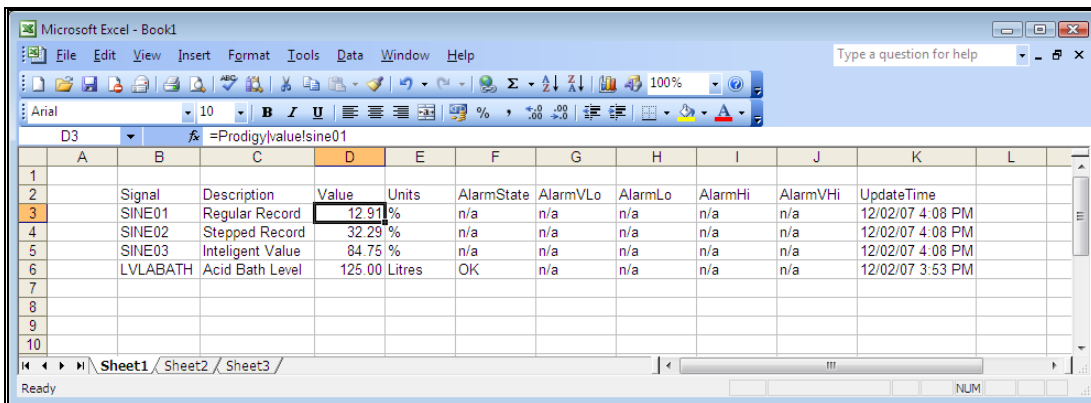 Microsoft Excel - Book1
File Edit View Insert Format Tools Data Window Help Type a question for help
100%
Arial 10 B I U % ,
D3 fx =Prodigy|value!sine01
A B C D E F G H I J K L
1
2 Signal Description Value Units AlarmState AlarmVLo AlarmLo AlarmHi AlarmVHi UpdateTime
3 SINE01 Regular Record 12.91 % n/a n/a n/a n/a n/a 12/02/07 4:08 PM
4 SINE02 Stepped Record 32.29 % n/a n/a n/a n/a n/a 12/02/07 4:08 PM
5 SINE03 Inteligent Value 84.75 % n/a n/a n/a n/a n/a 12/02/07 4:08 PM
6 LVLABATH Acid Bath Level 125.00 Litres OK n/a n/a n/a n/a 12/02/07 3:53 PM
7
8
9
10
Sheet1 Sheet2 Sheet3
Ready NUM